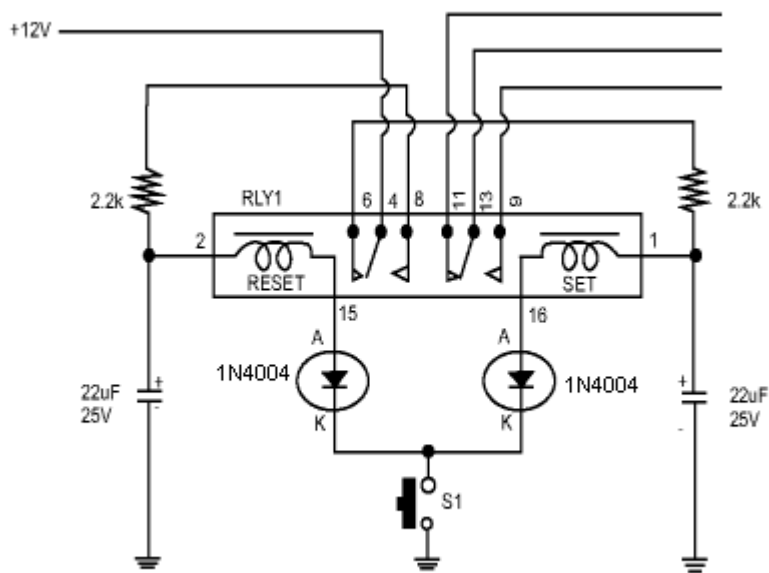 +12V
2.2k
RLY1
6
4
8
11
13
9
2.2k
2
1
RESET
SET
15
16
A
A
1N4004
1N4004
K
K
22uF
25V
+
-
+
-
22uF
25V
S1